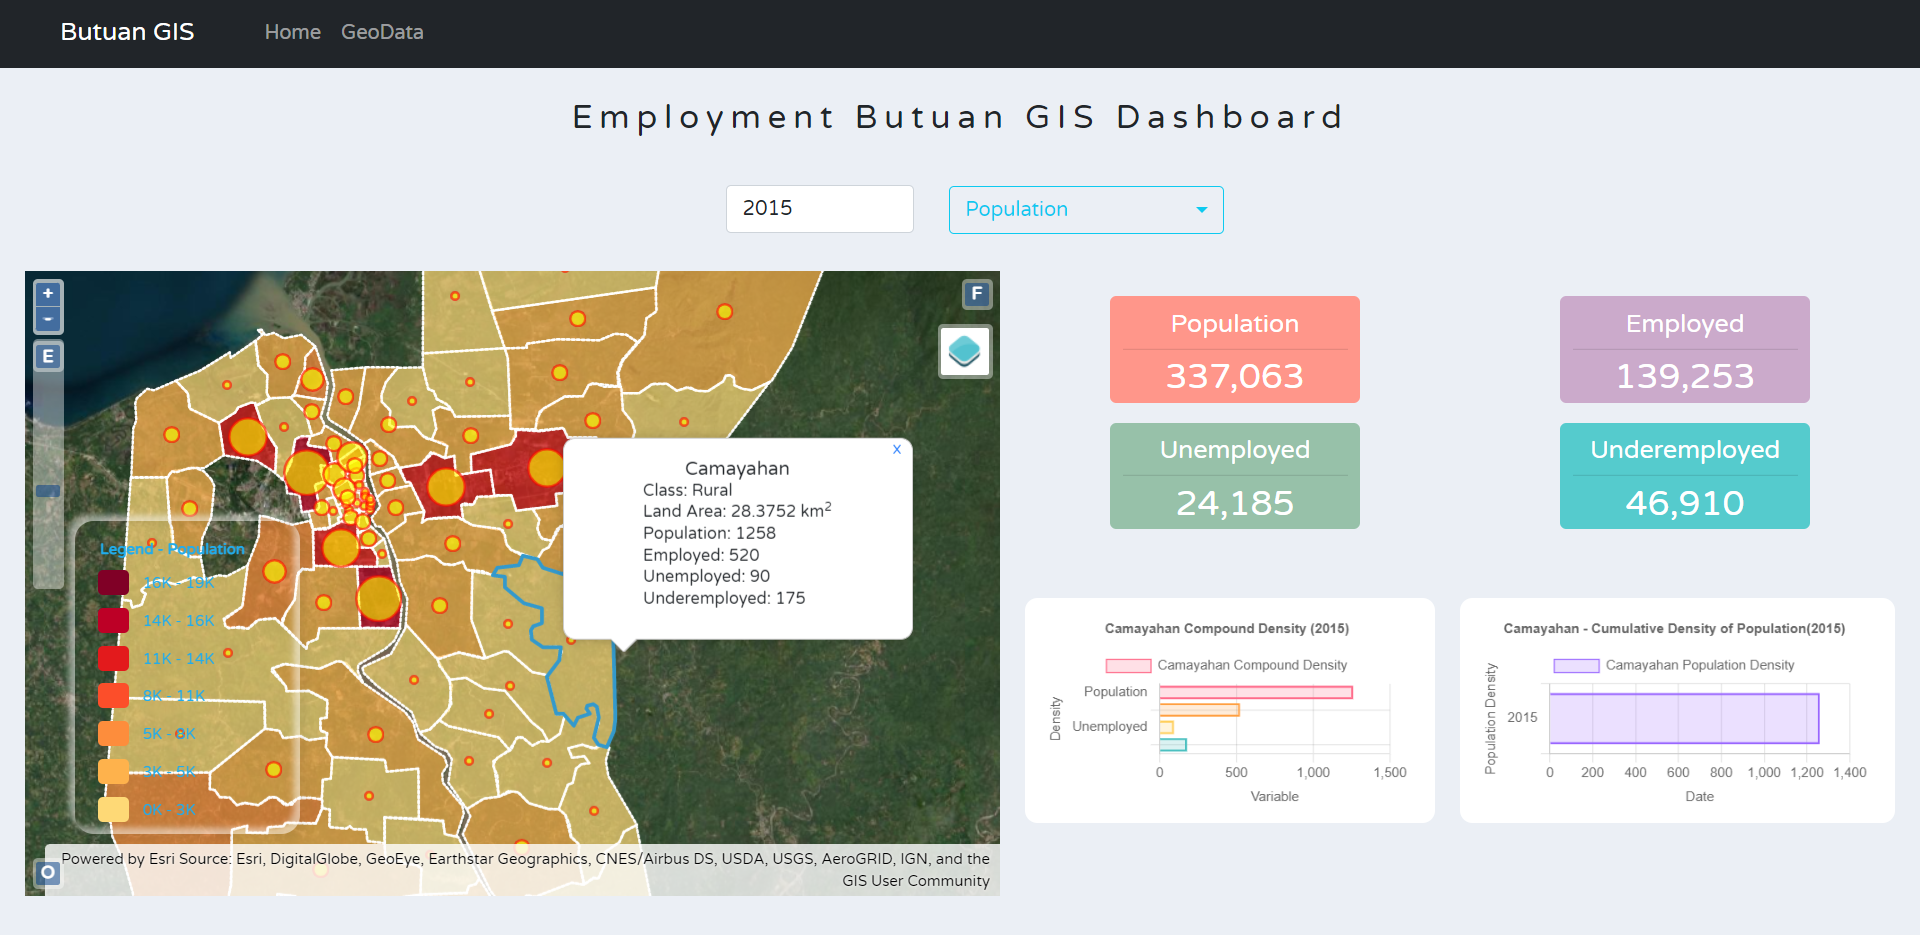 Butuan GIS
Home
GeoData
Employment Butuan GIS Dashboard
2015
Population
+
-
E
F
Camayahan
Class: Rural
Land Area: 28.3752 km2
Population: 1258
Employed: 520
Unemployed: 90
Underemployed: 175
x
Legend - Population
16K - 19K
14K - 16K
11K - 14K
8K - 11K
5K - 8K
3K - 5K
0K - 3K
O
Powered by Esri Source: Esri, DigitalGlobe, GeoEye, Earthstar Geographics, CNES/Airbus DS, USDA, USGS, AeroGRID, IGN, and the
GIS User Community
Population
337,063
Employed
139,253
Unemployed
24,185
Underemployed
46,910
Camayahan Compound Density (2015)
Camayahan Compound Density
Density
Population
Unemployed
0 500 1,000 1,500
Variable
Camayahan - Cumulative Density of Population(2015)
Camayahan Population Density
Population Density
2015
0 200 400 600 800 1,000 1,200 1,400
Date